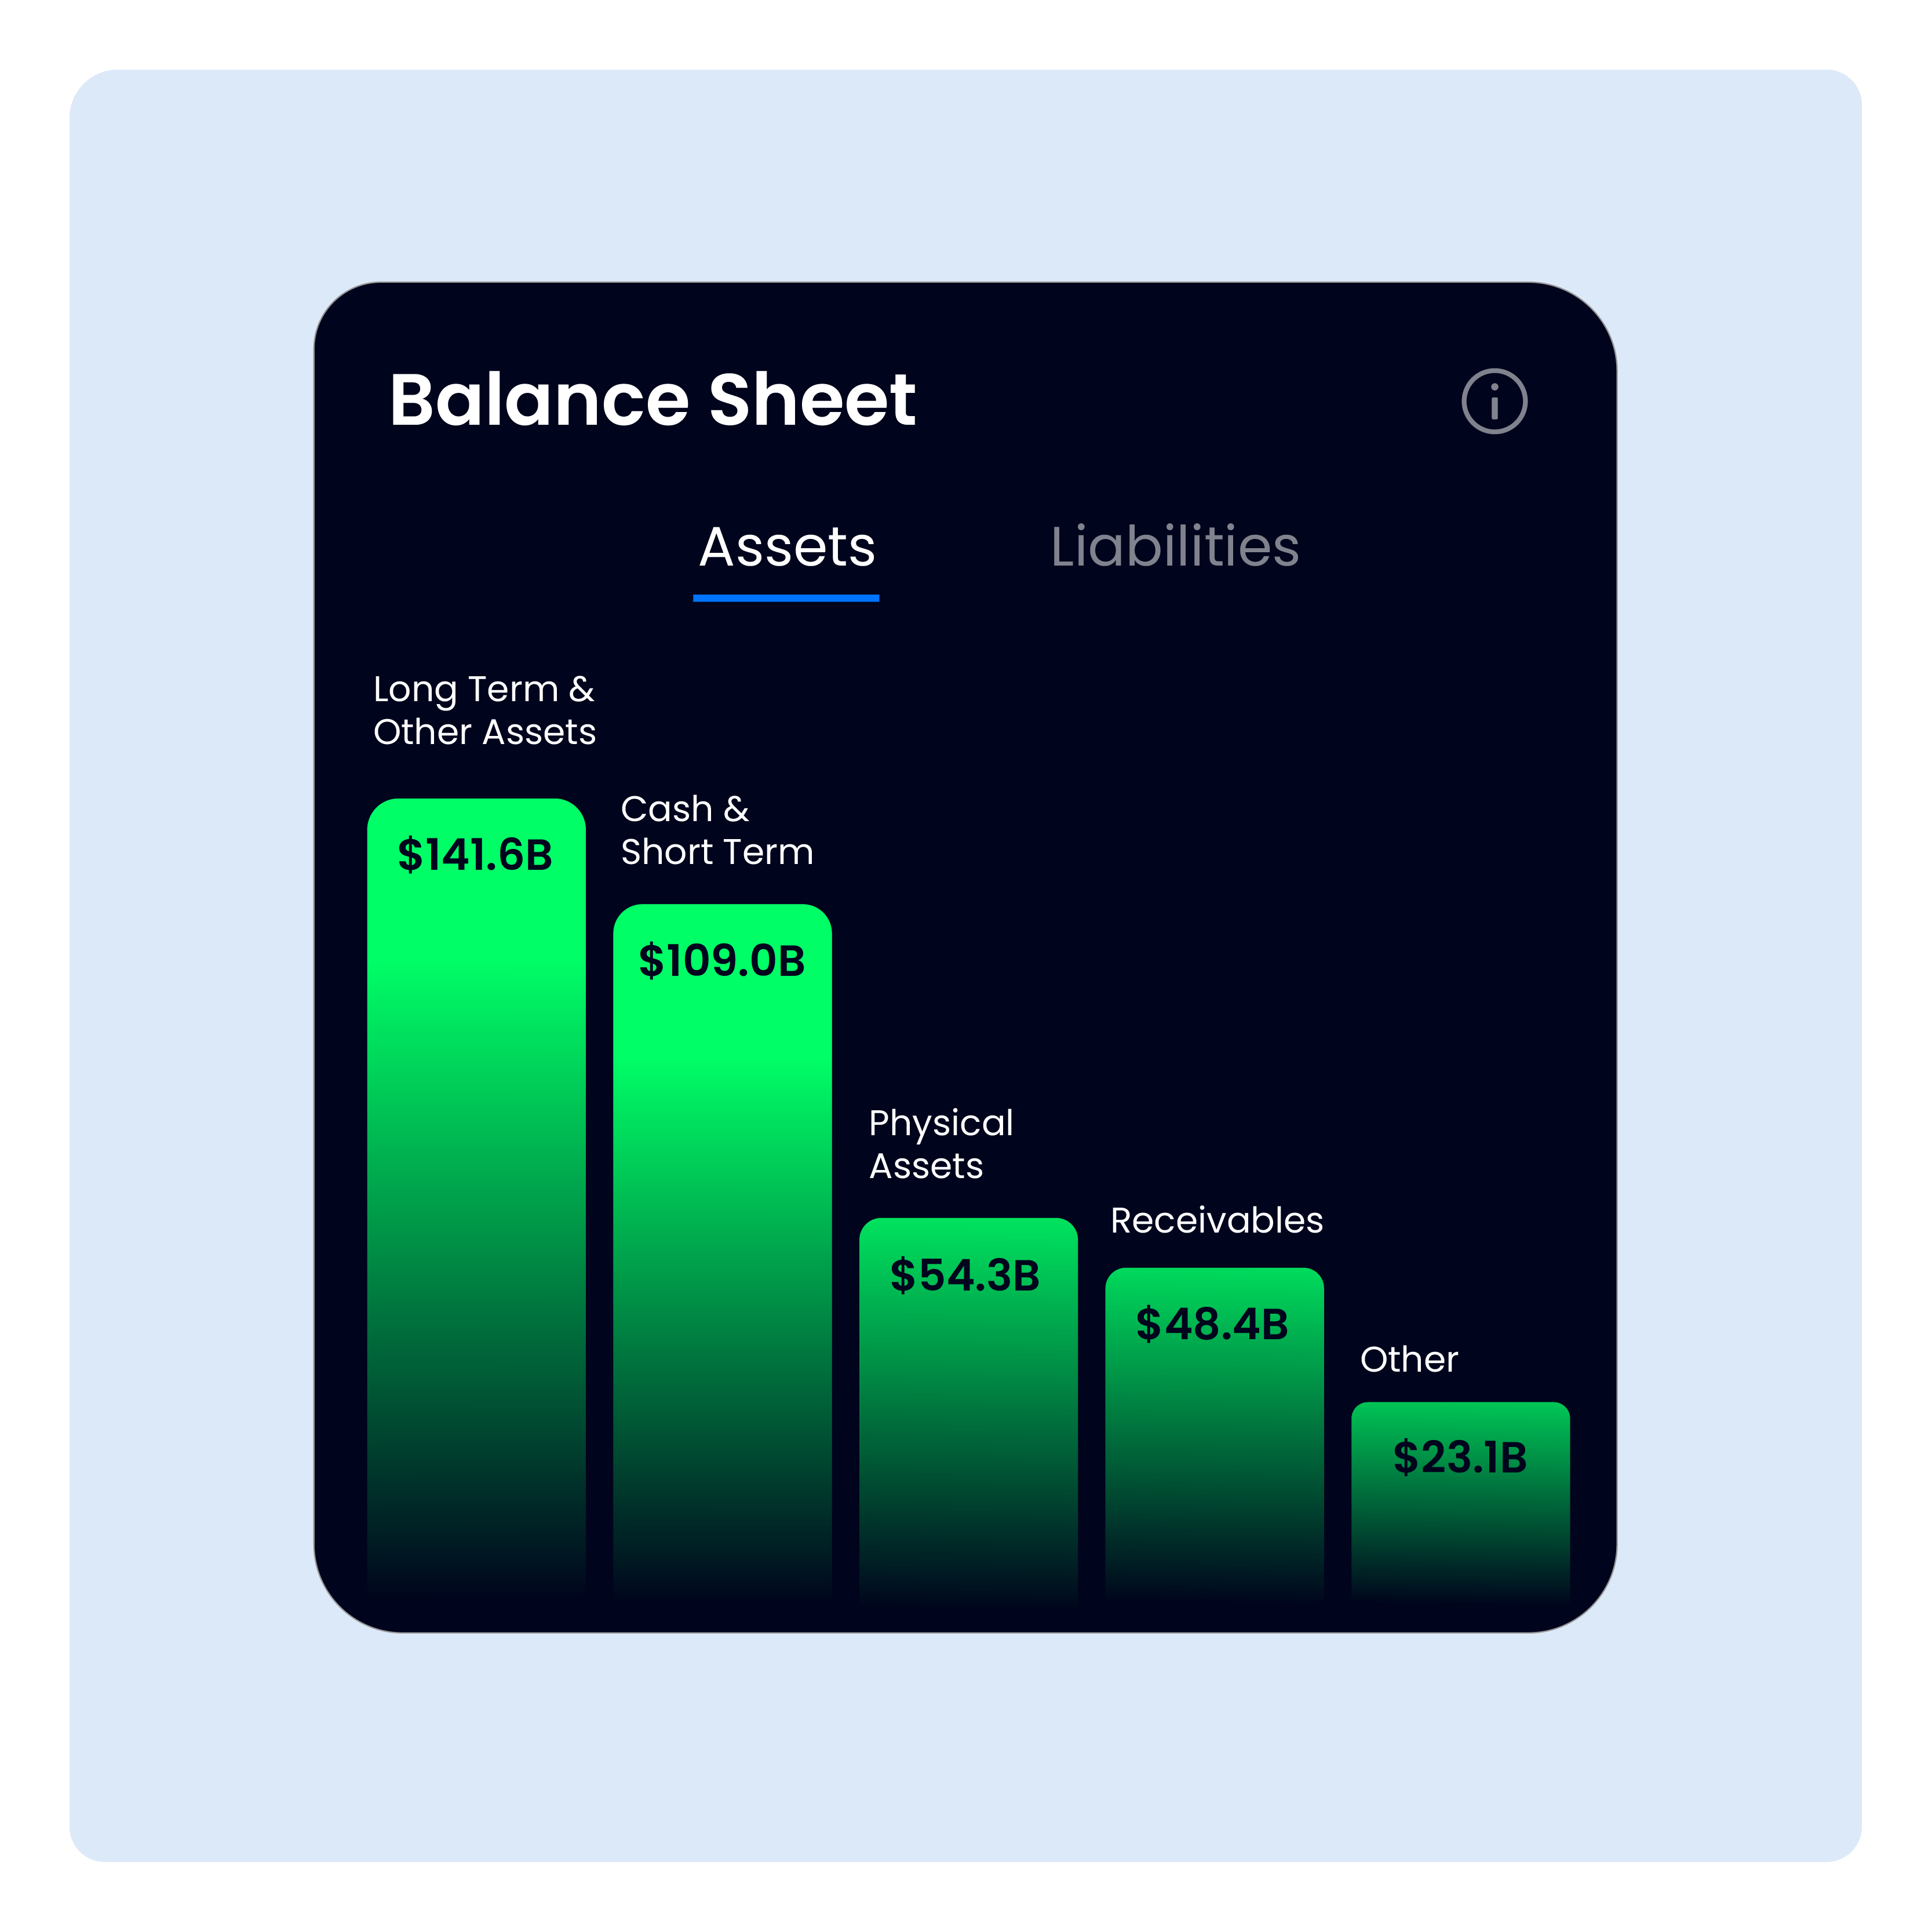 Balance Sheet
Assets
Liabilities
Long Term &
Other Assets
$141.6B
Cash &
Short Term
$109.0B
Physical
Assets
$54.3B
Receivables
$48.4B
Other
$23.1B